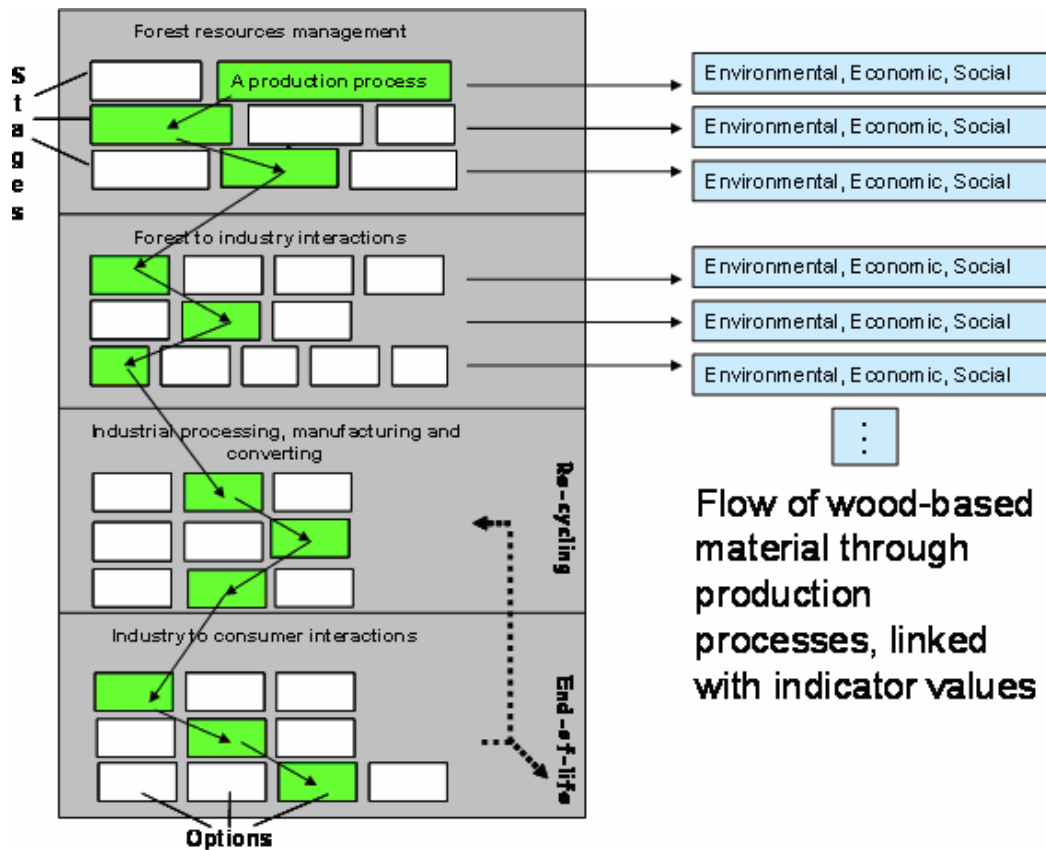 Forest resources management
Stages
A production process
Environmental, Economic, Social
Environmental, Economic, Social
Environmental, Economic, Social
Forest to industry interactions
Environmental, Economic, Social
Environmental, Economic, Social
Environmental, Economic, Social
⋮
Industrial processing, manufacturing and
converting
Re-cycling
Flow of wood-based
material through
production
processes, linked
with indicator values
Industry to consumer interactions
End-of-life
Options